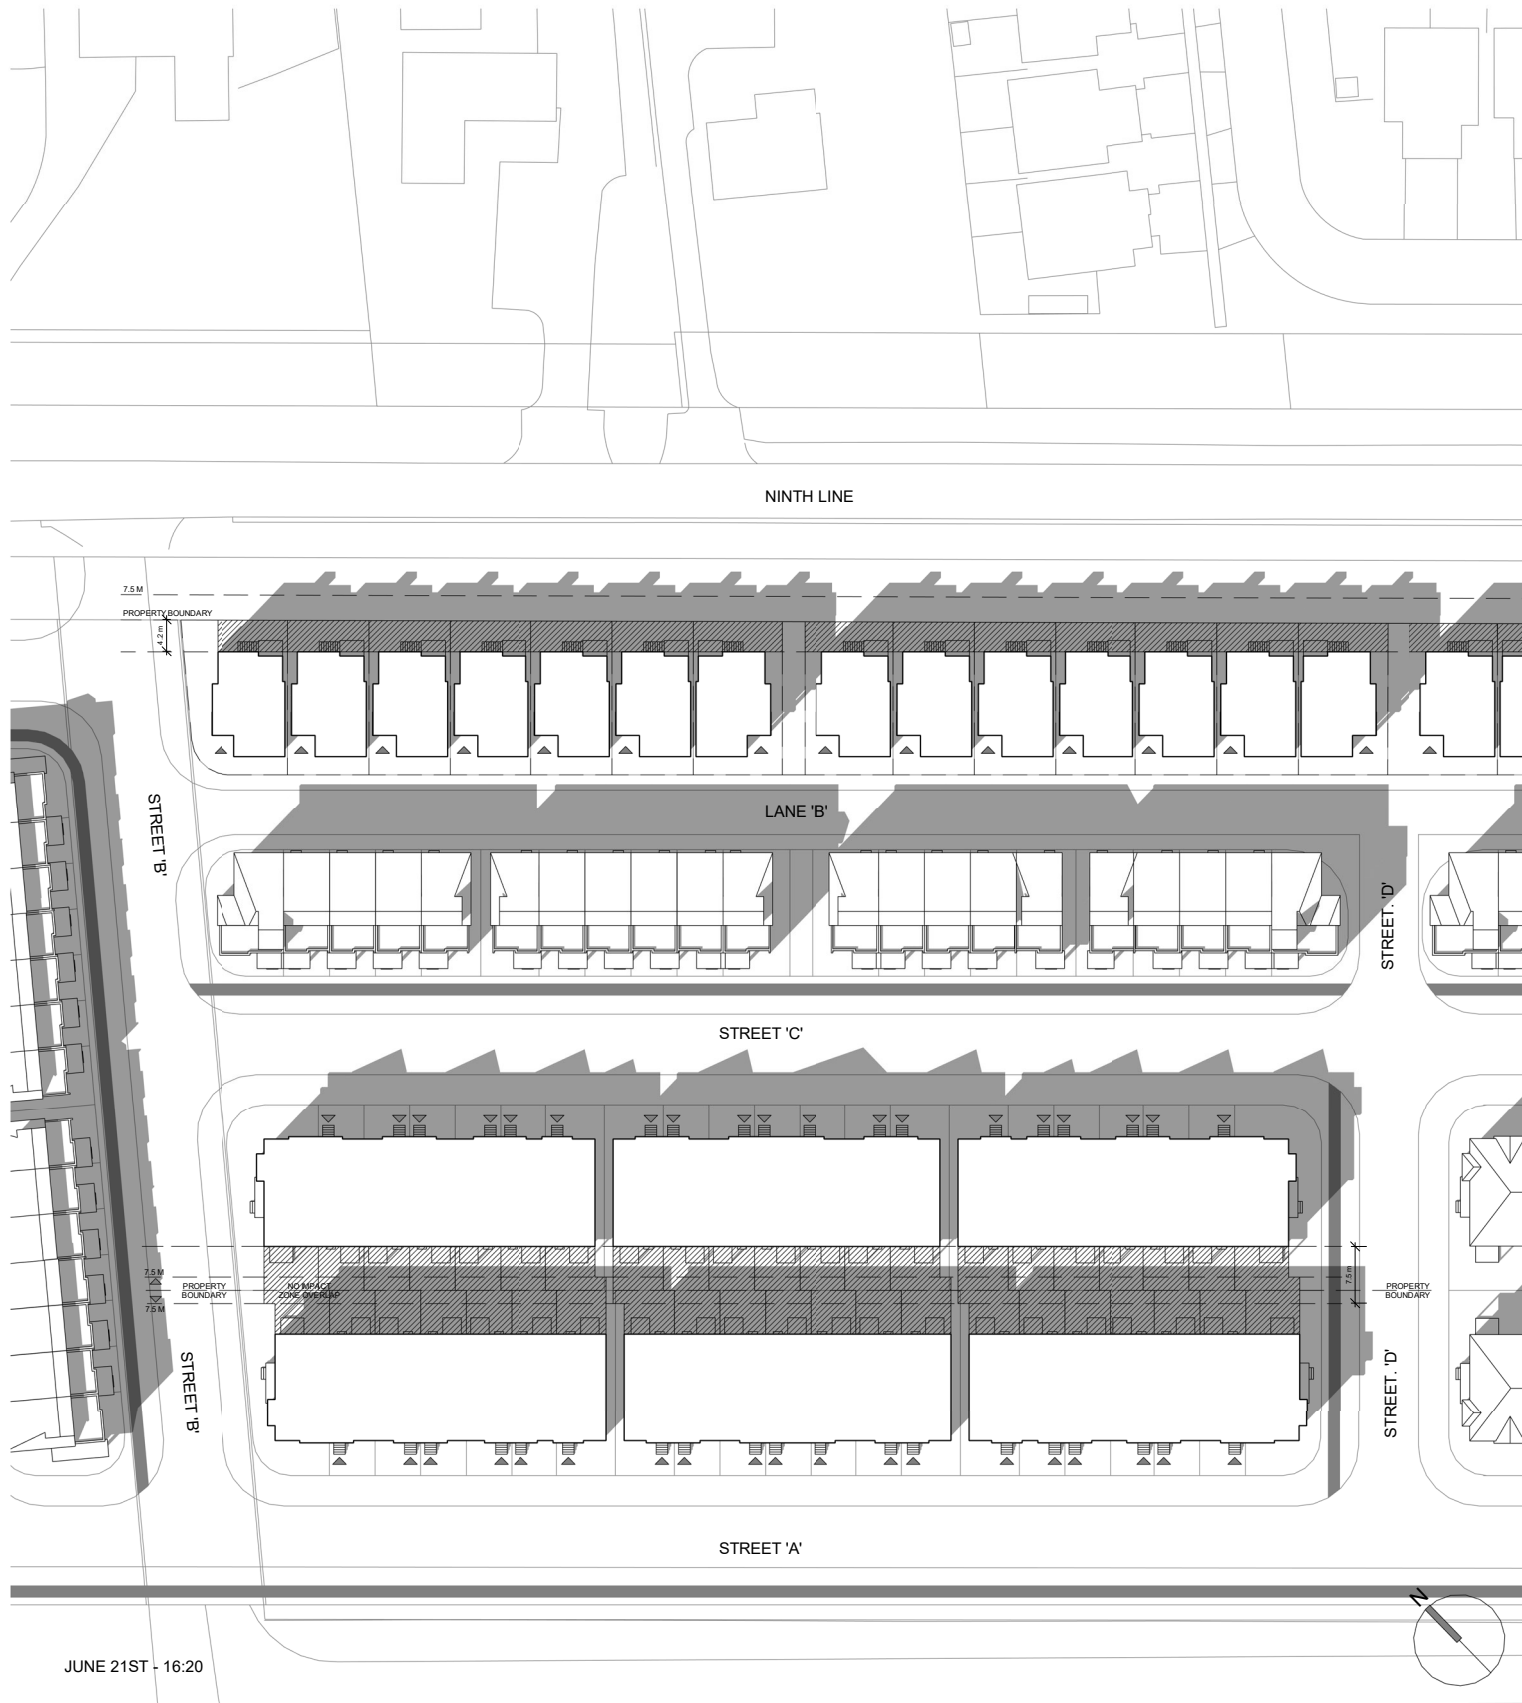 NINTH LINE
7.5 M
PROPERTY BOUNDARY
4.2 m
LANE 'B'
STREET 'B'
STREET. 'D'
STREET 'C'
7.5 M
PROPERTY
BOUNDARY
7.5 M
NO IMPACT
ZONE OVERLAP
7.5 m
PROPERTY
BOUNDARY
STREET 'B'
STREET. 'D'
STREET 'A'
N
JUNE 21ST - 16:20